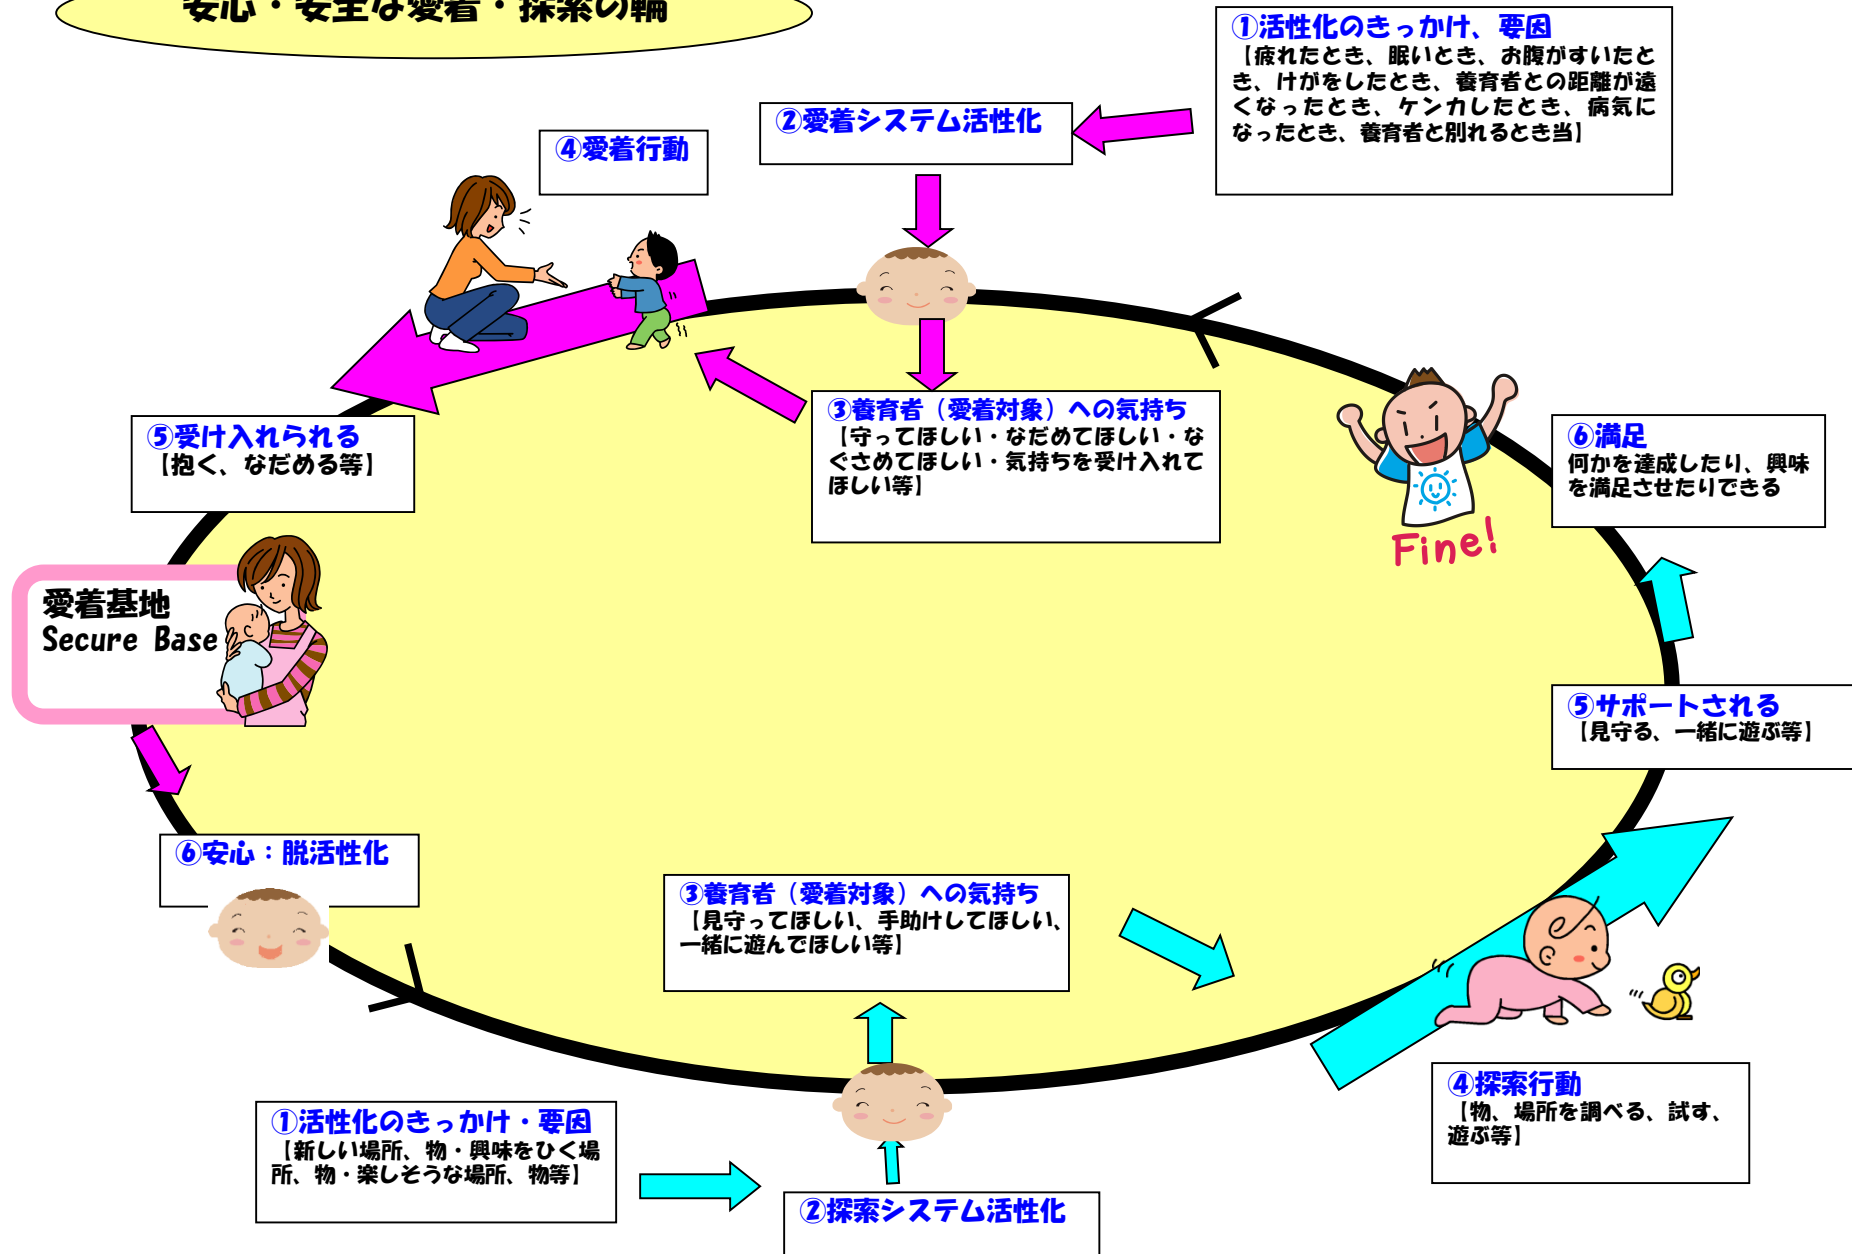 安心・安全な愛着・探索の輪
①活性化のきっかけ、要因
【疲れたとき、眠いとき、お腹がすいたと
き、けがをしたとき、養育者との距離が遠
くなったとき、ケンカしたとき、病気に
なったとき、養育者と別れるとき当】
②愛着システム活性化
④愛着行動
③養育者（愛着対象）への気持ち
【守ってほしい・なだめてほしい・な
ぐさめてほしい・気持ちを受け入れて
ほしい等】
⑤受け入れられる
【抱く、なだめる等】
⑥満足
何かを達成したり、興味
を満足させたりできる
Fine!
愛着基地
Secure Base
⑤サポートされる
【見守る、一緒に遊ぶ等】
⑥安心：脱活性化
③養育者（愛着対象）への気持ち
【見守ってほしい、手助けしてほしい、
一緒に遊んでほしい等】
④探索行動
【物、場所を調べる、試す、
遊ぶ等】
①活性化のきっかけ・要因
【新しい場所、物・興味をひく場
所、物・楽しそうな場所、物等】
②探索システム活性化